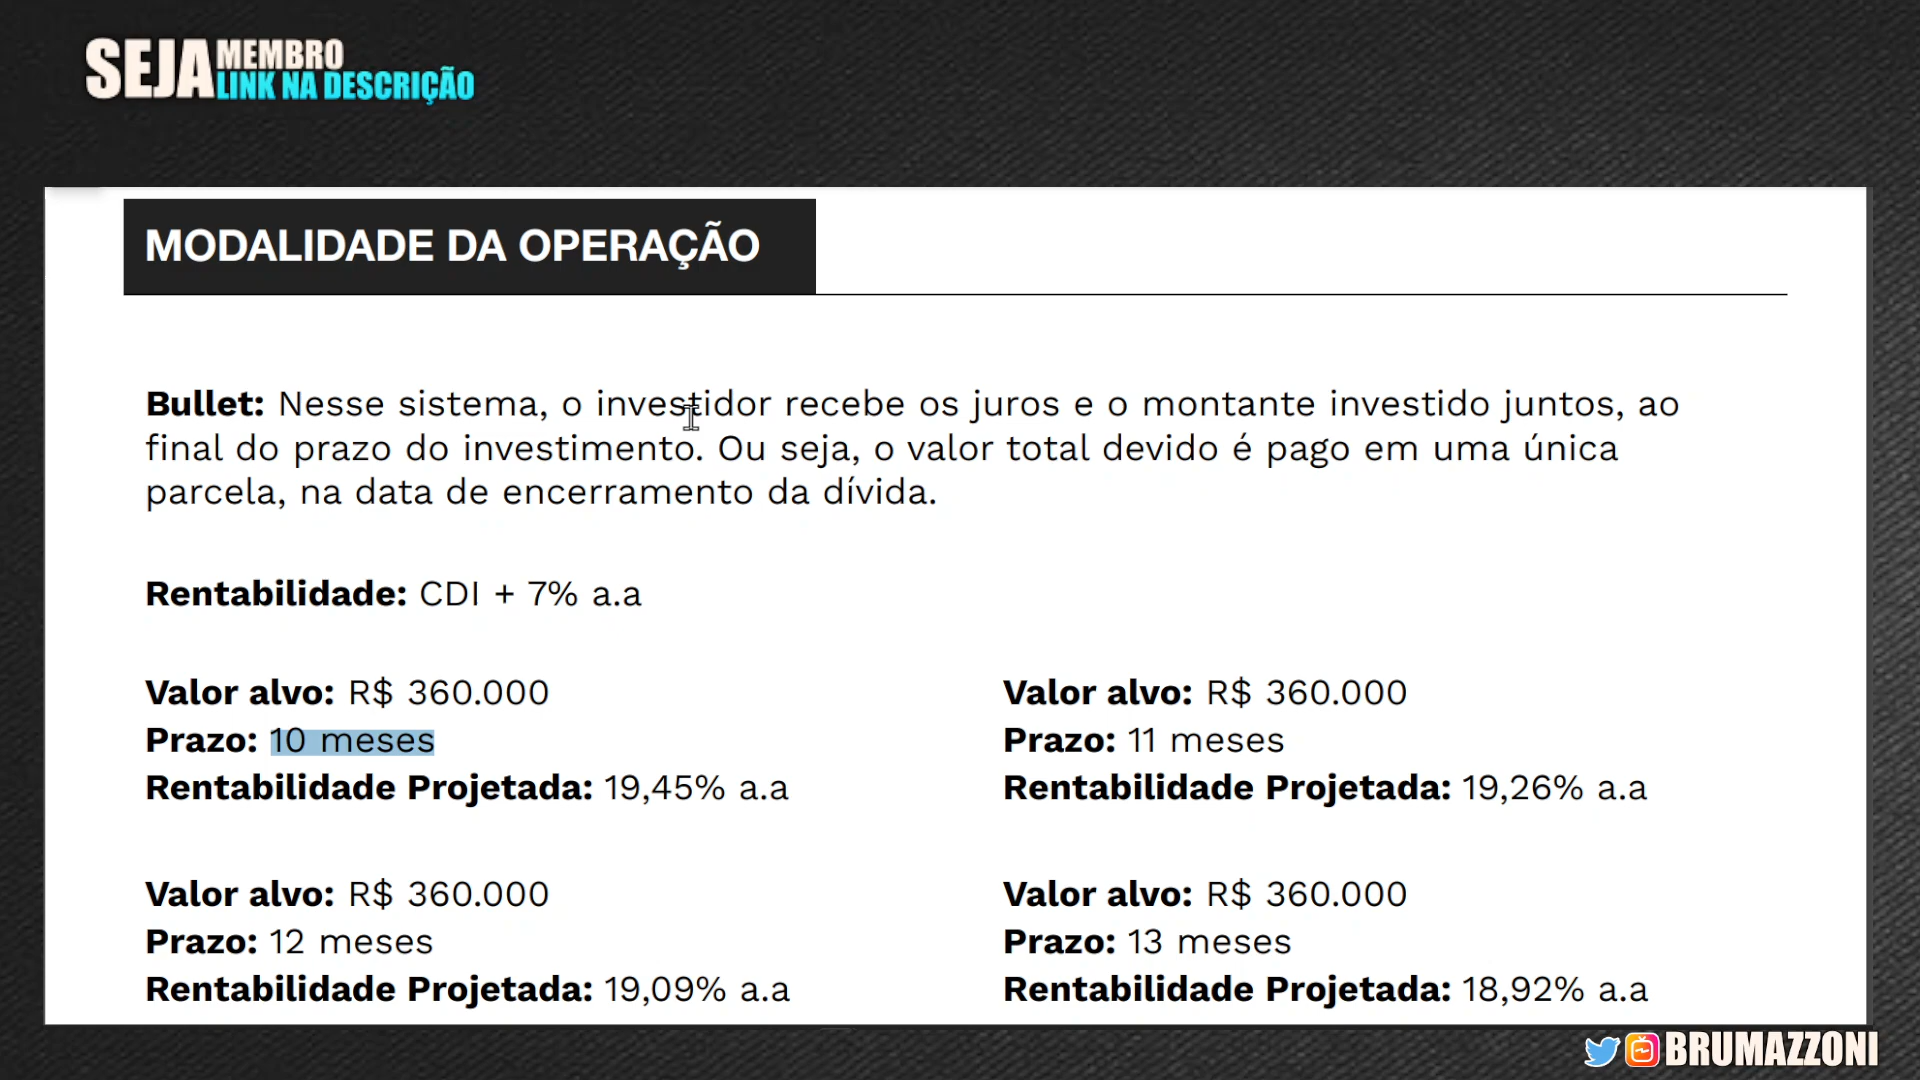 SEJA MEMBRO
LINK NA DESCRIÇÃO
MODALIDADE DA OPERAÇÃO
Bullet: Nesse sistema, o investidor recebe os juros e o montante investido juntos, ao
final do prazo do investimento. Ou seja, o valor total devido é pago em uma única
parcela, na data de encerramento da dívida.
Rentabilidade: CDI + 7% a.a
Valor alvo: R$ 360.000
Prazo: 10 meses
Rentabilidade Projetada: 19,45% a.a
Valor alvo: R$ 360.000
Prazo: 11 meses
Rentabilidade Projetada: 19,26% a.a
Valor alvo: R$ 360.000
Prazo: 12 meses
Rentabilidade Projetada: 19,09% a.a
Valor alvo: R$ 360.000
Prazo: 13 meses
Rentabilidade Projetada: 18,92% a.a
BRUMAZZONI